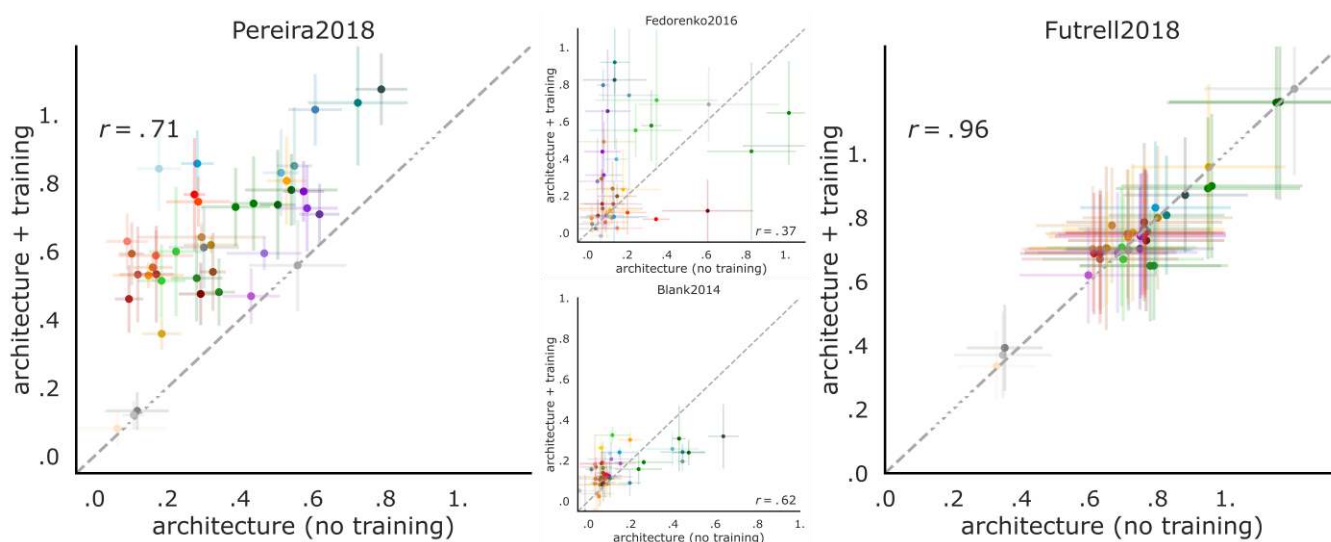 Pereira2018
architecture + training
1.
.8
.6
.4
.2
.0
r = .71
.0 .2 .4 .6 .8 1.
architecture (no training)
Fedorenko2016
architecture + training
1.
.8
.6
.4
.2
.0
r = .37
.0 .2 .4 .6 .8 1.
architecture (no training)
Blank2014
architecture + training
1.
.8
.6
.4
.2
.0
r = .62
.0 .2 .4 .6 .8 1.
architecture (no training)
Futrell2018
architecture + training
1.
.8
.6
.4
.2
.0
r = .96
.0 .2 .4 .6 .8 1.
architecture (no training)